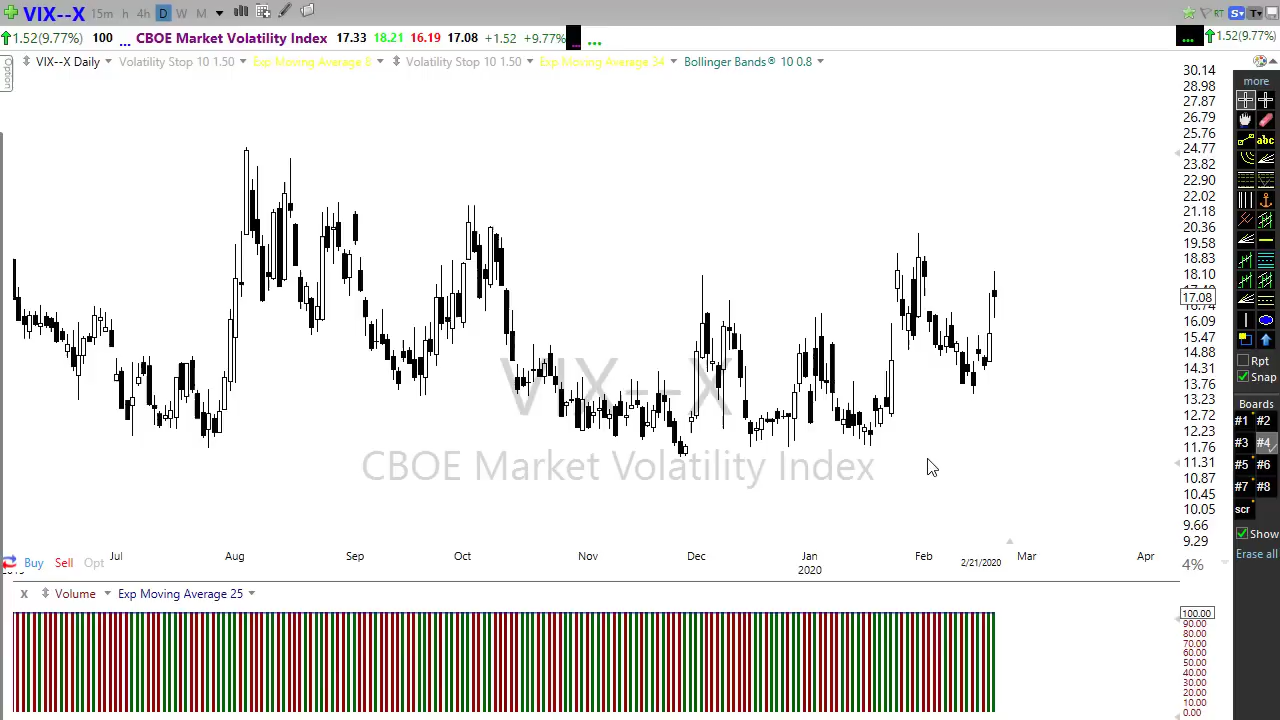 VIX--X 15m h 4h D W M RT S T
1.52(9.77%) 100 ... CBOE Market Volatility Index 17.33 18.21 16.19 17.08 +1.52 +9.77% ... ... 1.52(9.77%)
Option
VIX--X Daily Volatility Stop 10 1.50 Exp Moving Average 8 Volatility Stop 10 1.50 Exp Moving Average 34 Bollinger Bands® 10 0.8
30.14
28.98
27.87
26.79
25.76
24.77
23.82
22.90
22.02
21.18
20.36
19.58
18.83
18.10
17.08
16.74
16.09
15.47
14.88
14.31
13.76
13.23
12.72
12.23
11.76
11.31
10.87
10.45
10.05
9.66
9.29
4%
VIX--X
CBOE Market Volatility Index
Jul Aug Sep Oct Nov Dec Jan Feb Mar Apr
2020 2/21/2020
Buy Sell Opt
X Volume Exp Moving Average 25
100.00
90.00
80.00
70.00
60.00
50.00
40.00
30.00
20.00
10.00
0.00
more
abc
Rpt
Snap
Boards
#1 #2
#3 #4
#5 #6
#7 #8
scr
Show
Erase all